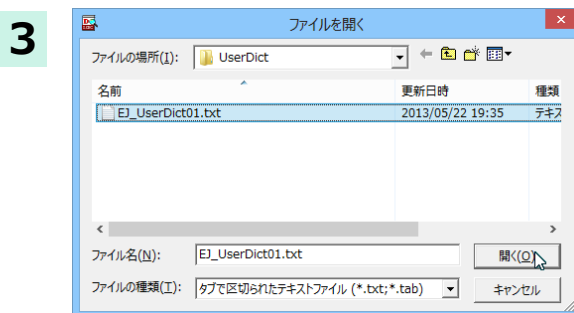 3
ファイルを開く
ファイルの場所(I): UserDict
名前 更新日時 種類
EJ_UserDict01.txt 2013/05/22 19:35 テキス
ファイル名(N): EJ_UserDict01.txt 開く(O)
ファイルの種類(T): タブで区切られたテキストファイル (*.txt;*.tab) キャンセル